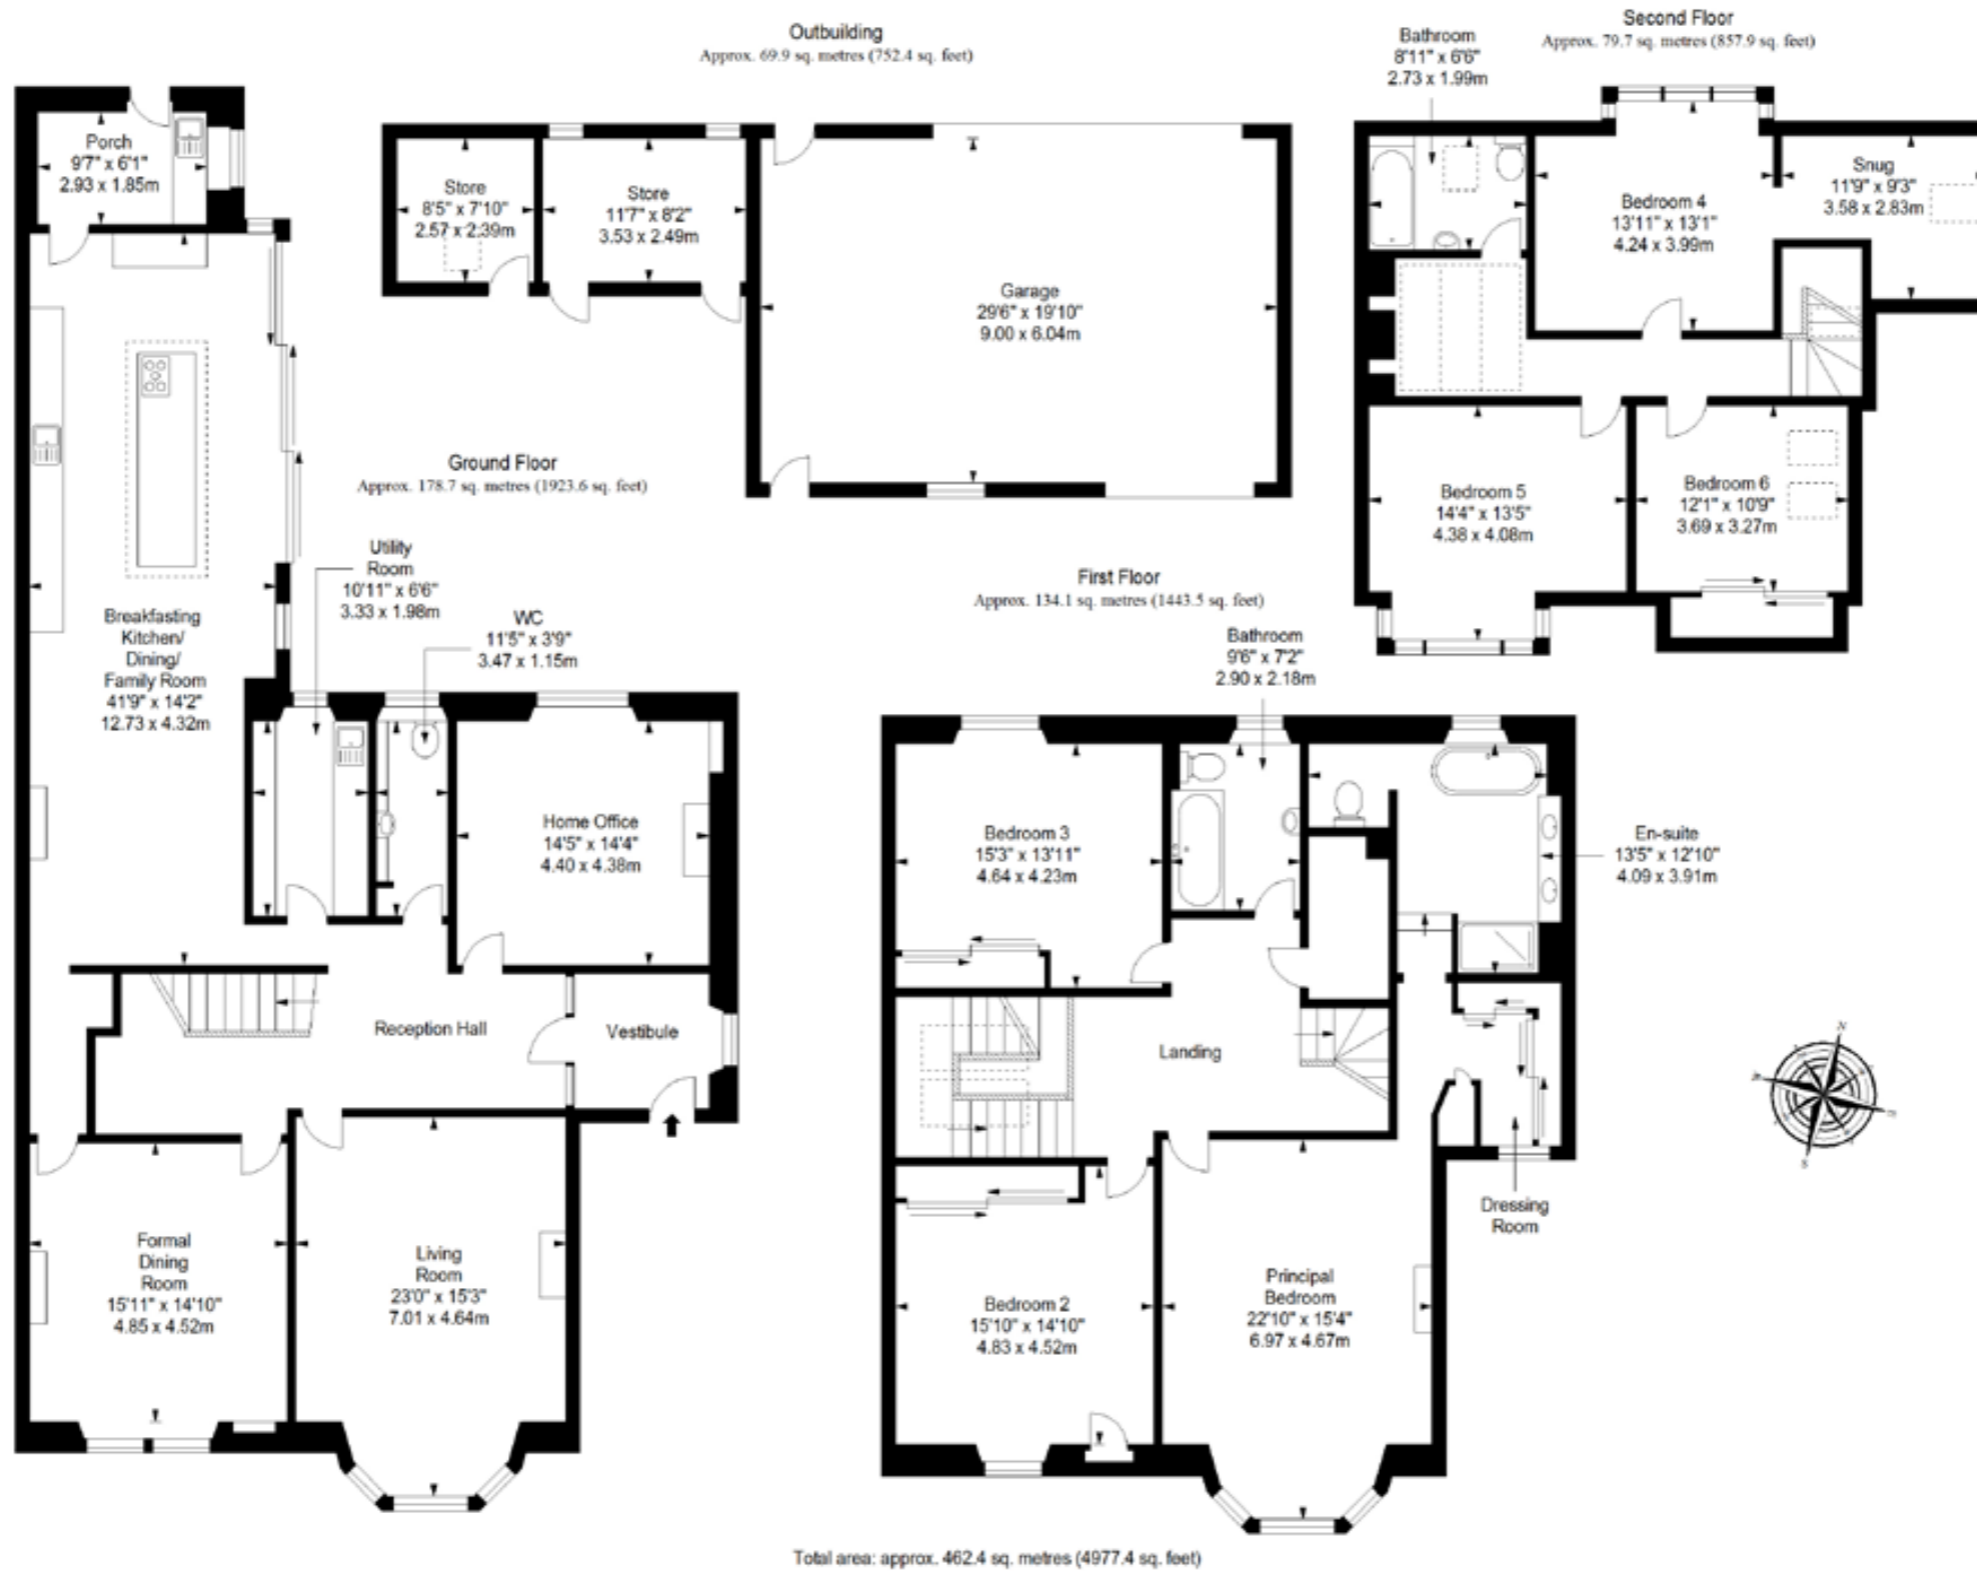 Outbuilding
Approx. 69.9 sq. metres (752.4 sq. feet)
Second Floor
Approx. 79.7 sq. metres (857.9 sq. feet)
Bathroom
8'11" x 6'6"
2.73 x 1.99m
Porch
9'7" x 6'1"
2.93 x 1.85m
Store
8'5" x 7'10"
2.57 x 2.39m
Store
11'7" x 8'2"
3.53 x 2.49m
Garage
29'6" x 19'10"
9.00 x 6.04m
Bedroom 4
13'11" x 13'1"
4.24 x 3.99m
Snug
11'9" x 9'3"
3.58 x 2.83m
Ground Floor
Approx. 178.7 sq. metres (1923.6 sq. feet)
Bedroom 5
14'4" x 13'5"
4.38 x 4.08m
Bedroom 6
12'1" x 10'9"
3.69 x 3.27m
Utility
Room
10'11" x 6'6"
3.33 x 1.98m
WC
11'5" x 3'9"
3.47 x 1.15m
First Floor
Approx. 134.1 sq. metres (1443.5 sq. feet)
Breakfasting
Kitchen/
Dining/
Family Room
41'9" x 14'2"
12.73 x 4.32m
Bathroom
9'6" x 7'2"
2.90 x 2.18m
Home Office
14'5" x 14'4"
4.40 x 4.38m
Bedroom 3
15'3" x 13'11"
4.64 x 4.23m
En-suite
13'5" x 12'10"
4.09 x 3.91m
Reception Hall
Vestibule
Landing
N
S
Dressing
Room
Formal
Dining
Room
15'11" x 14'10"
4.85 x 4.52m
Living
Room
23'0" x 15'3"
7.01 x 4.64m
Bedroom 2
15'10" x 14'10"
4.83 x 4.52m
Principal
Bedroom
22'10" x 15'4"
6.97 x 4.67m
Total area: approx. 462.4 sq. metres (4977.4 sq. feet)